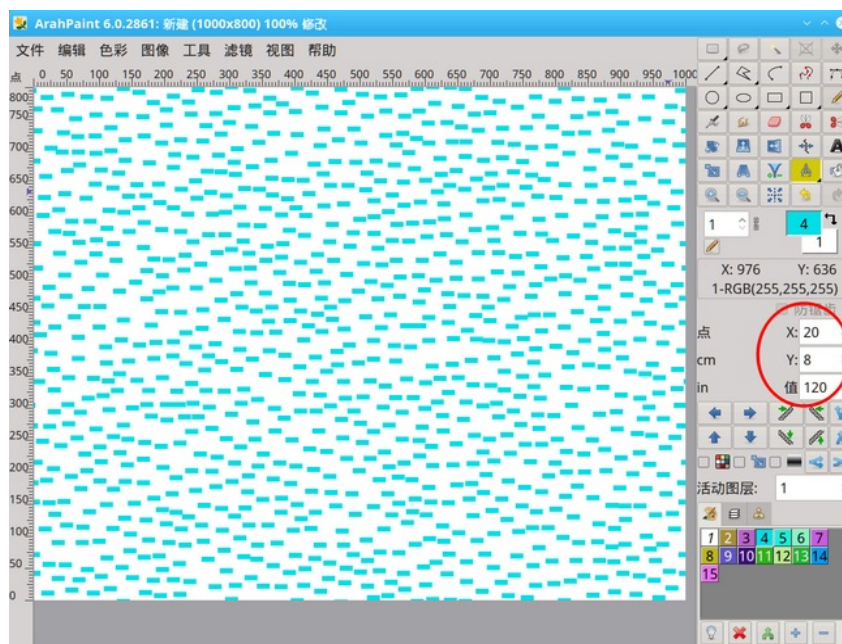 ArahPaint 6.0.2861: 新建 (1000x800) 100% 修改
文件 编辑 色彩 图像 工具 滤镜 视图 帮助
点 0 50 100 150 200 250 300 350 400 450 500 550 600 650 700 750 800 850 900 950 1000
800
750
700
650
600
550
500
450
400
350
300
250
200
150
100
50
0
1 4
1
X: 976 Y: 636
1-RGB(255,255,255)
防锯齿
点 X: 20
cm Y: 8
in 值 120
活动图层: 1
1 2 3 4 5 6 7
8 9 10 11 12 13 14
15